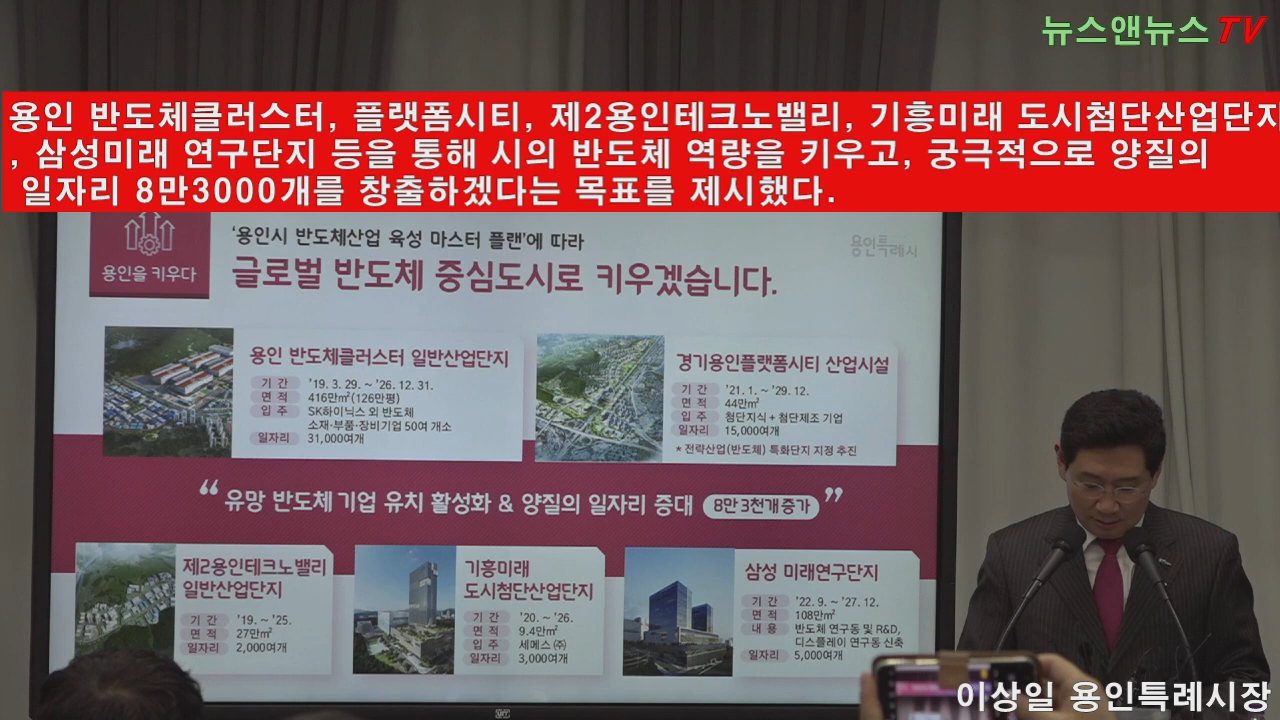 뉴스앤뉴스 TV
용인 반도체클러스터, 플랫폼시티, 제2용인테크노밸리, 기흥미래 도시첨단산업단지
, 삼성미래 연구단지 등을 통해 시의 반도체 역량을 키우고, 궁극적으로 양질의
일자리 8만3000개를 창출하겠다는 목표를 제시했다.
용인을 키우다
'용인시 반도체산업 육성 마스터 플랜'에 따라
글로벌 반도체 중심도시로 키우겠습니다.
용인특례시
용인 반도체클러스터 일반산업단지
기 간 '19. 3. 29. ~ '26. 12. 31.
면 적 416만㎡(126만평)
입 주 SK하이닉스 외 반도체
소재·부품·장비기업 50여 개소
일자리 31,000여개
경기용인플랫폼시티 산업시설
기 간 '21. 1. ~ '29. 12.
면 적 44만㎡
입 주 첨단지식 + 첨단제조 기업
일자리 15,000여개
* 전략산업(반도체) 특화단지 지정 추진
“ 유망 반도체 기업 유치 활성화 & 양질의 일자리 증대 8만 3천개 증가 ”
제2용인테크노밸리
일반산업단지
기 간 '19. ~ '25.
면 적 27만㎡
일자리 2,000여개
기흥미래
도시첨단산업단지
기 간 '20. ~ '26.
면 적 9.4만㎡
입 주 세메스 ㈜
일자리 3,000여개
삼성 미래연구단지
기 간 '22. 9. ~ '27. 12.
면 적 108만㎡
내 용 반도체 연구동 및 R&D,
디스플레이 연구동 신축
일자리 5,000여개
이상일 용인특례시장